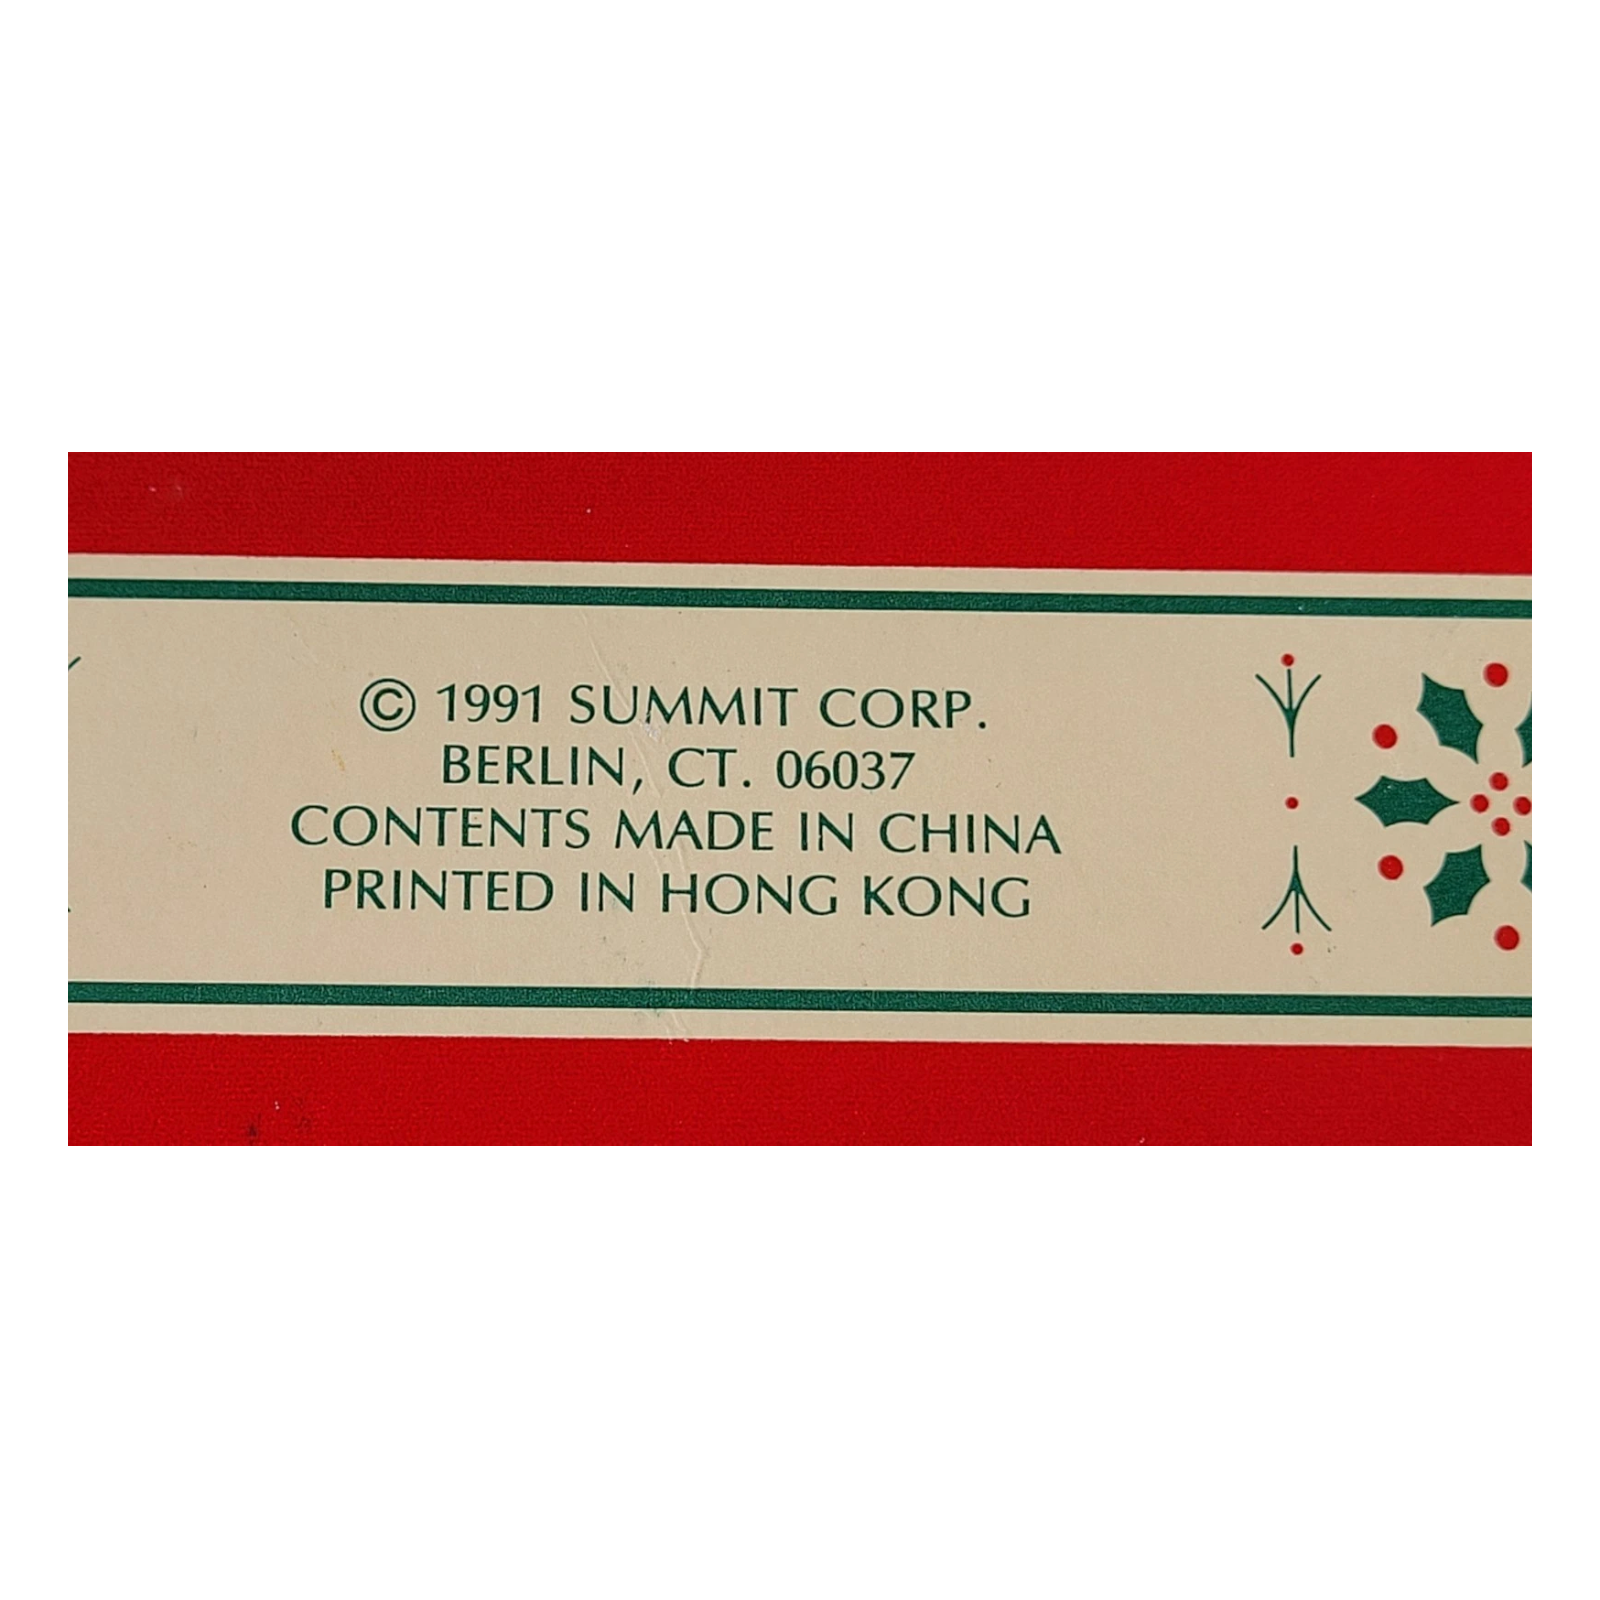 © 1991 SUMMIT CORP.
BERLIN, CT. 06037
CONTENTS MADE IN CHINA
PRINTED IN HONG KONG